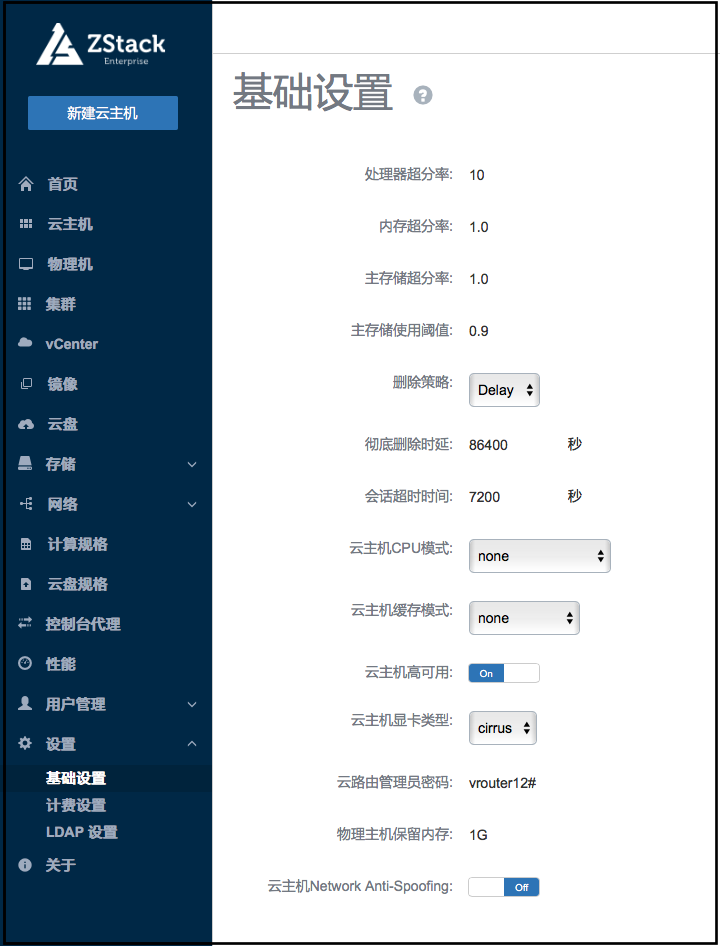 ZStack
Enterprise
新建云主机
首页
云主机
物理机
集群
vCenter
镜像
云盘
存储
网络
计算规格
云盘规格
控制台代理
性能
用户管理
设置
基础设置
计费设置
LDAP 设置
关于
基础设置 ?
处理器超分率: 10
内存超分率: 1.0
主存储超分率: 1.0
主存储使用阈值: 0.9
删除策略: Delay
彻底删除时延: 86400 秒
会话超时时间: 7200 秒
云主机CPU模式: none
云主机缓存模式: none
云主机高可用: On
云主机显卡类型: cirrus
云路由管理员密码: vrouter12#
物理主机保留内存: 1G
云主机Network Anti-Spoofing: Off